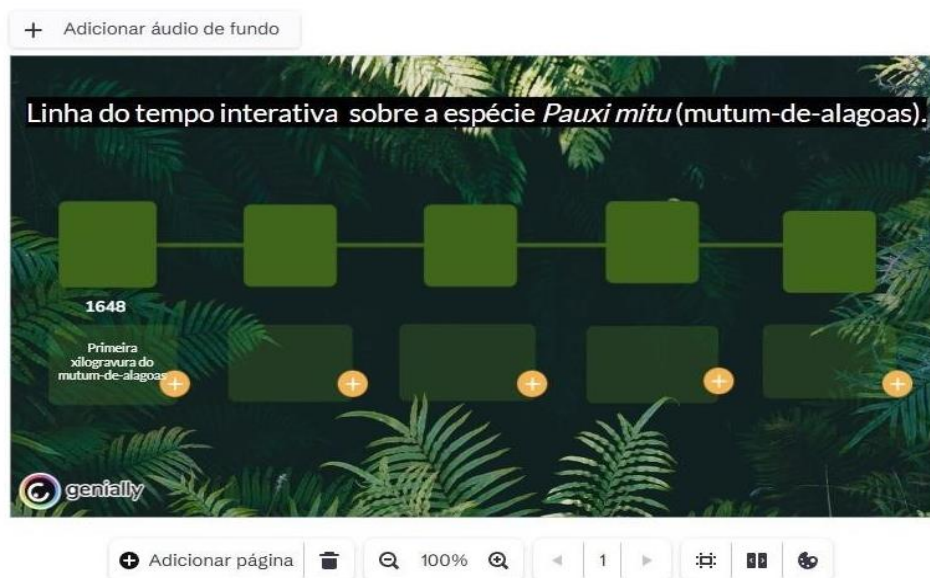 Adicionar áudio de fundo
Linha do tempo interativa sobre a espécie Pauxi mitu (mutum-de-alagoas).
1648
Primeira
xilogravura do
mutum-de-alagoas
genially
Adicionar página
100%
1